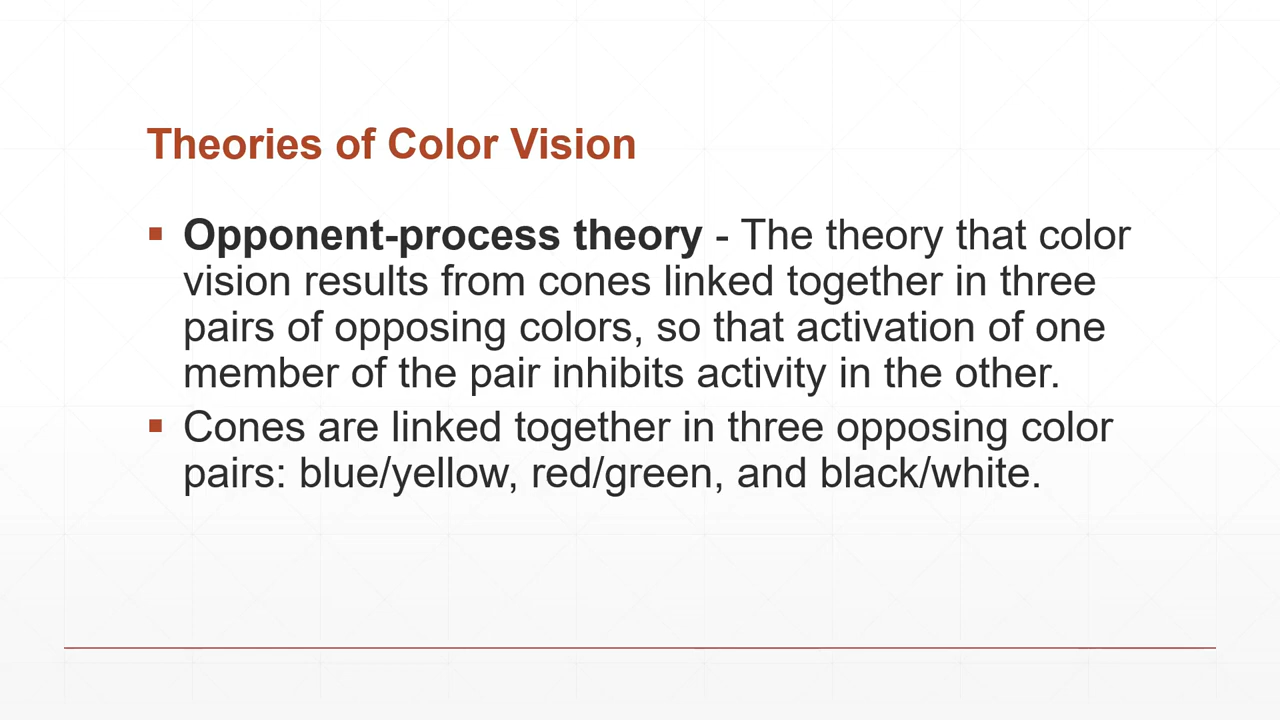 Theories of Color Vision
▪ Opponent-process theory - The theory that color
vision results from cones linked together in three
pairs of opposing colors, so that activation of one
member of the pair inhibits activity in the other.
▪ Cones are linked together in three opposing color
pairs: blue/yellow, red/green, and black/white.